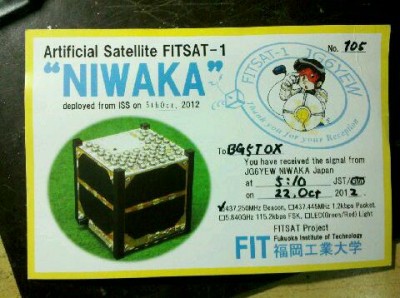 Artificial Satellite FITSAT-1
No. 105
"NIWAKA"
deployed from ISS on 5th Oct, 2012
FITSAT-1 JG6YEW
Thank you for your Reception
To BG5TOX
You have received the signal from
JG6YEW NIWAKA Japan
at 5:10 JST/
on 22.Oct 2012
437.250MHz Beacon, □437.445MHz 1.2kbps Packet,
□5.840GHz 115.2kbps FSK, □LED(Green/Red) Light
FITSAT Project
Fukuoka Institute of Technology
FIT 福岡工業大学